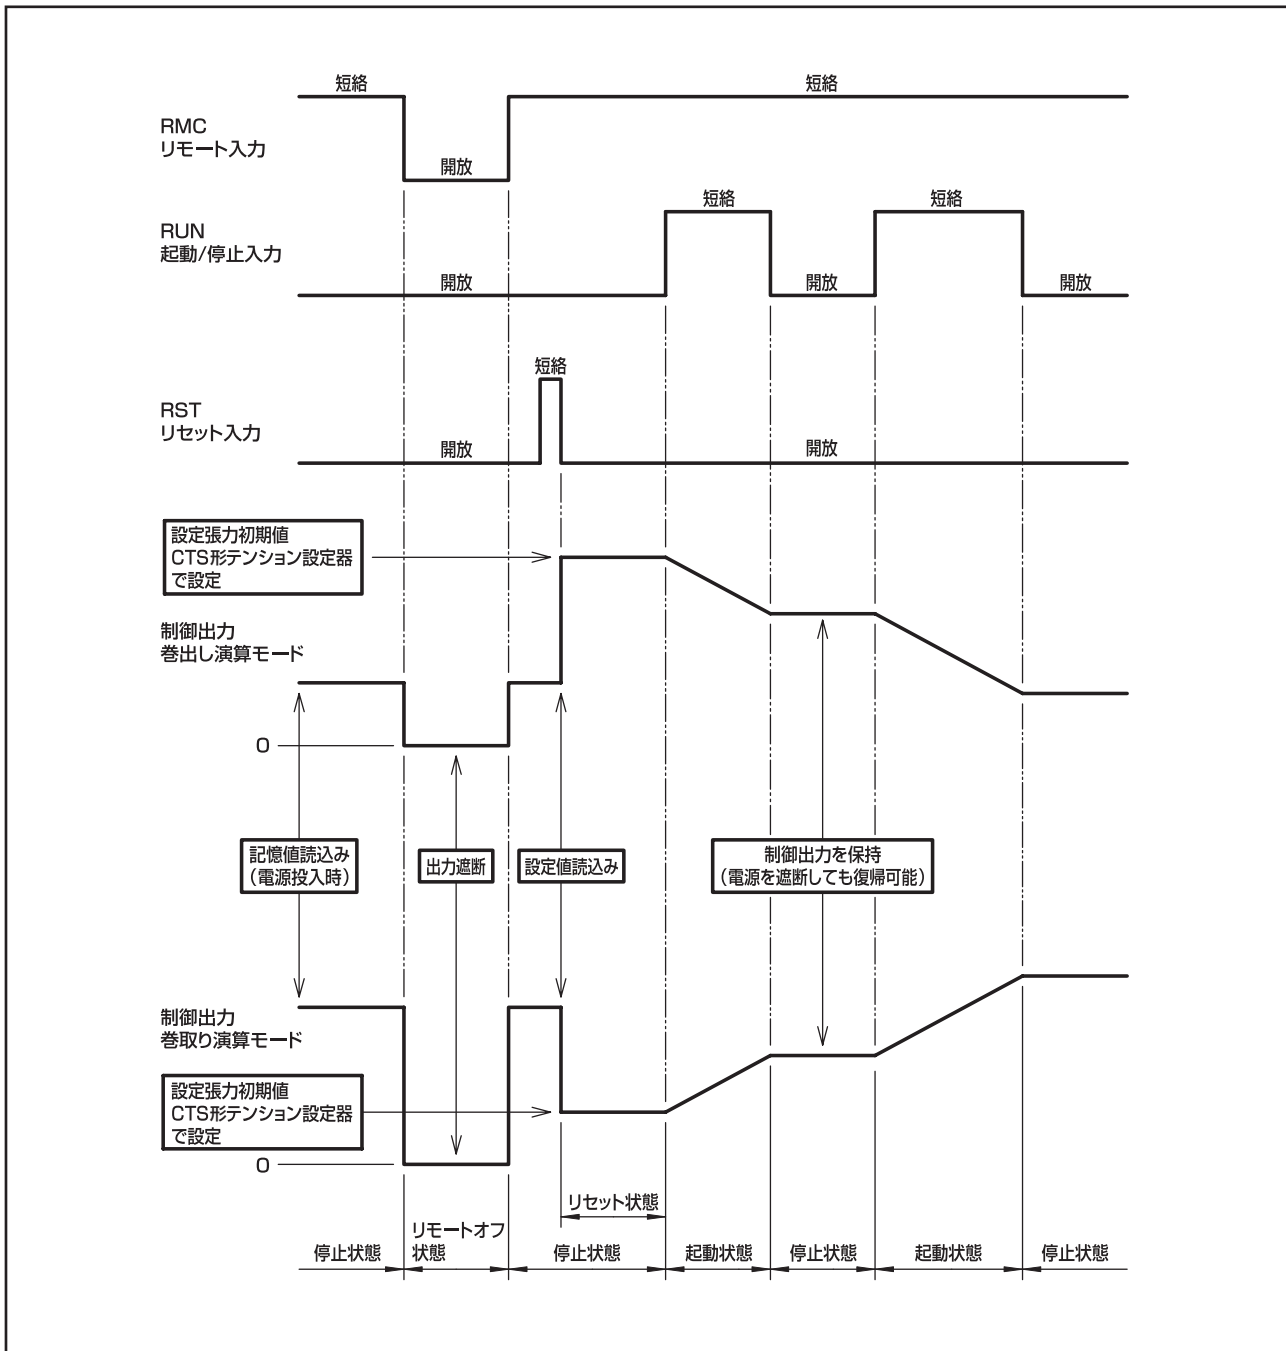 短絡
短絡
RMC
リモート入力
開放
短絡
短絡
RUN
起動/停止入力
開放
開放
開放
短絡
RST
リセット入力
開放
開放
設定張力初期値
CTS形テンション設定器
で設定
制御出力
巻出し演算モード
0
記憶値読込み
（電源投入時）
出力遮断
設定値読込み
制御出力を保持
（電源を遮断しても復帰可能）
制御出力
巻取り演算モード
設定張力初期値
CTS形テンション設定器
で設定
0
リセット状態
停止状態
リモートオフ
状態
停止状態
起動状態
停止状態
起動状態
停止状態